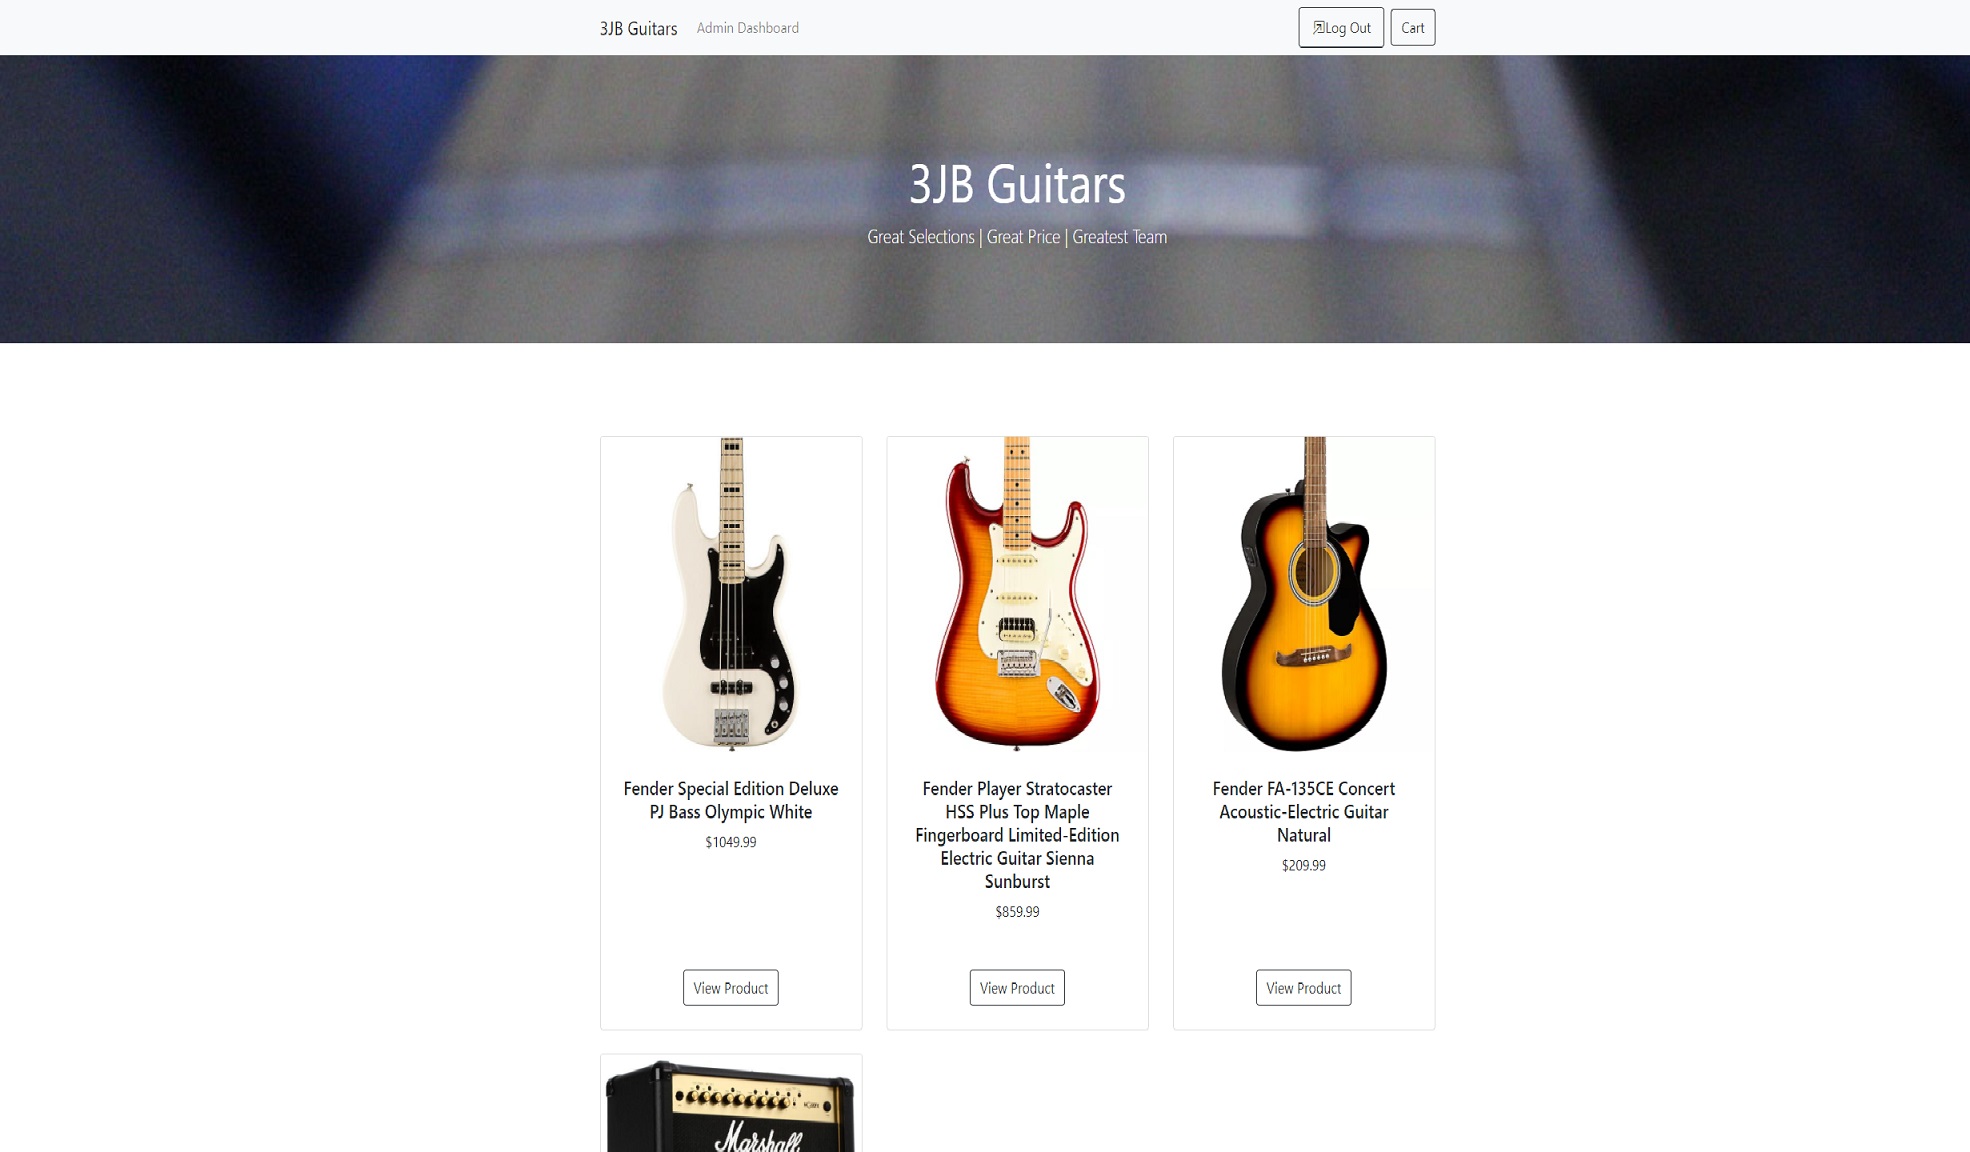 3JB Guitars Admin Dashboard Log Out Cart
3JB Guitars
Great Selections | Great Price | Greatest Team
Fender Special Edition Deluxe
PJ Bass Olympic White
$1049.99
View Product
Fender Player Stratocaster
HSS Plus Top Maple
Fingerboard Limited-Edition
Electric Guitar Sienna
Sunburst
$859.99
View Product
Fender FA-135CE Concert
Acoustic-Electric Guitar
Natural
$209.99
View Product
Marshall